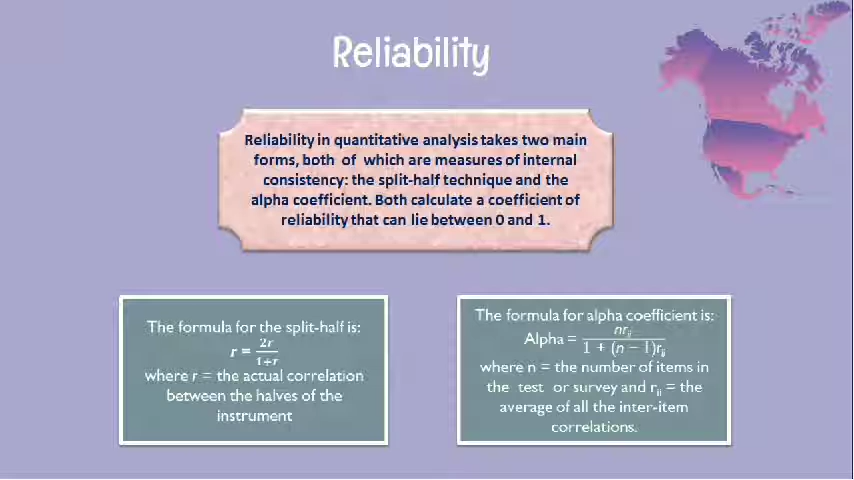 Reliability
Reliability in quantitative analysis takes two main
forms, both of which are measures of internal
consistency: the split-half technique and the
alpha coefficient. Both calculate a coefficient of
reliability that can lie between 0 and 1.
The formula for the split-half is:
r = 2r / 1+r
where r = the actual correlation
between the halves of the
instrument
The formula for alpha coefficient is:
Alpha = nrᵢⱼ / 1 + (n − 1)rᵢⱼ
where n = the number of items in
the test or survey and rᵢᵢ = the
average of all the inter-item
correlations.